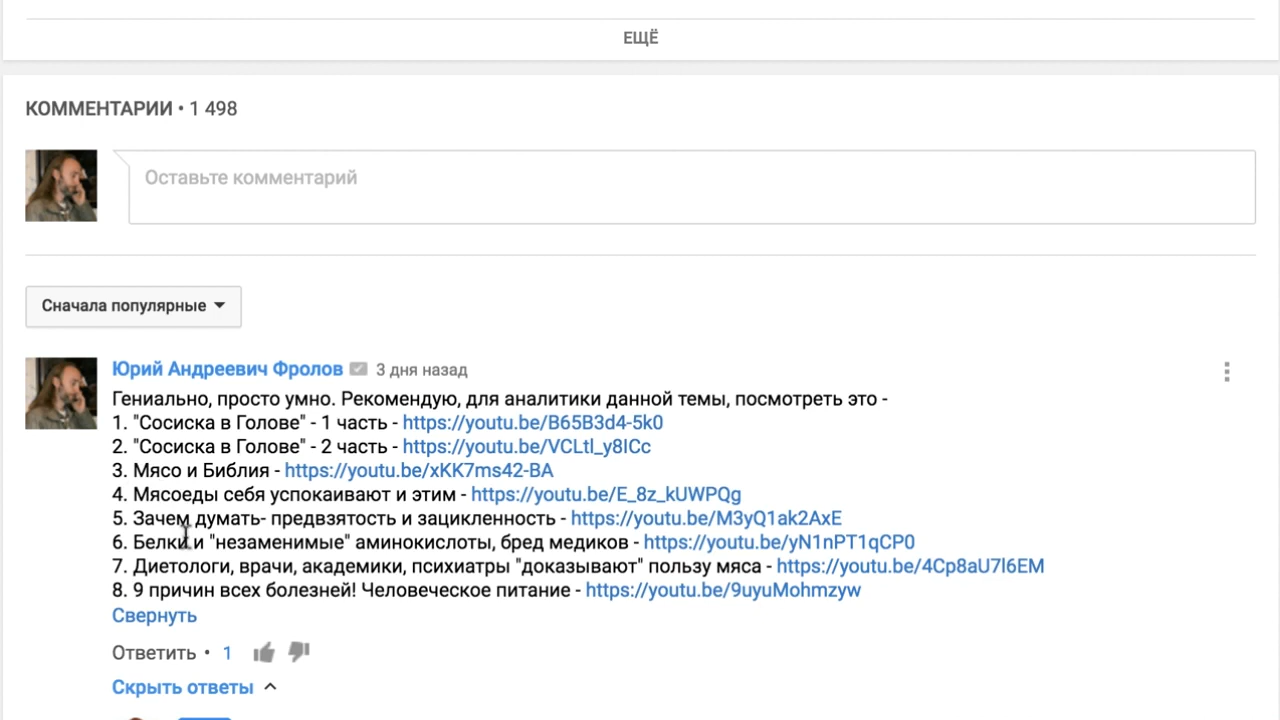 ЕЩЁ
КОММЕНТАРИИ • 1 498
Оставьте комментарий
Сначала популярные
Юрий Андреевич Фролов 3 дня назад
Гениально, просто умно. Рекомендую, для аналитики данной темы, посмотреть это -
1. "Сосиска в Голове" - 1 часть - https://youtu.be/B65B3d4-5k0
2. "Сосиска в Голове" - 2 часть - https://youtu.be/VCLtl_y8ICc
3. Мясо и Библия - https://youtu.be/xKK7ms42-BA
4. Мясоеды себя успокаивают и этим - https://youtu.be/E_8z_kUWPQg
5. Зачем думать- предвзятость и зацикленность - https://youtu.be/M3yQ1ak2AxE
6. Белки и "незаменимые" аминокислоты, бред медиков - https://youtu.be/yN1nPT1qCP0
7. Диетологи, врачи, академики, психиатры "доказывают" пользу мяса - https://youtu.be/4Cp8aU7l6EM
8. 9 причин всех болезней! Человеческое питание - https://youtu.be/9uyuMohmzyw
Свернуть
Ответить • 1
Скрыть ответы